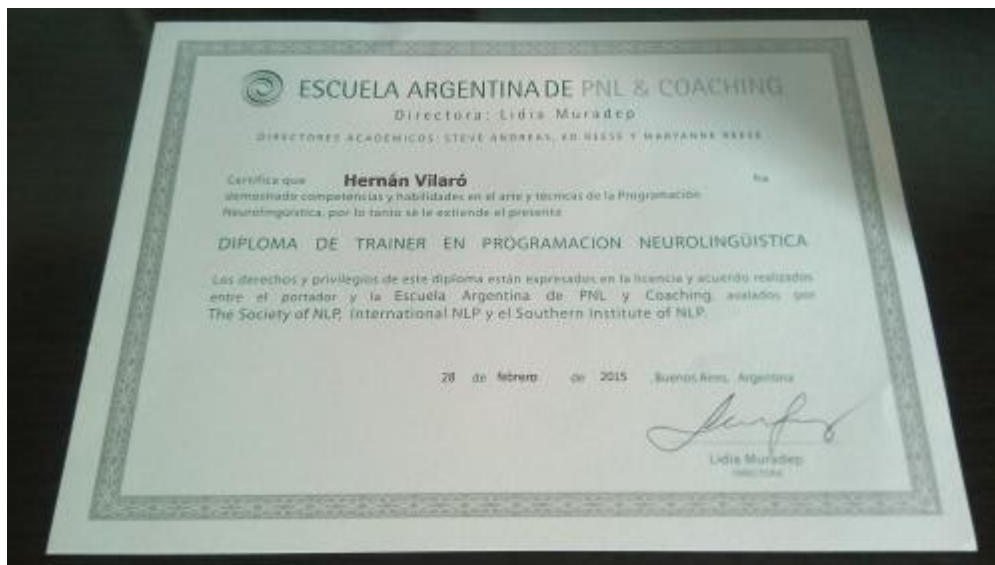 ESCUELA ARGENTINA DE PNL & COACHING
Directora: Lidia Muradep
DIRECTORES ACADEMICOS: STEVE ANDREAS, ED REESE Y MARYANNE REESE
Certifica que Hernán Vilaró ha
demostrado competencias y habilidades en el arte y técnicas de la Programación
Neurolingüística, por lo tanto se le extiende el presente
DIPLOMA DE TRAINER EN PROGRAMACION NEUROLINGÜISTICA
Los derechos y privilegios de este diploma están expresados en la licencia y acuerdo realizados
entre el portador y la Escuela Argentina de PNL y Coaching, avalados por
The Society of NLP, International NLP y el Southern Institute of NLP.
28 de febrero de 2015 , Buenos Aires, Argentina
Lidia Muradep
DIRECTORA